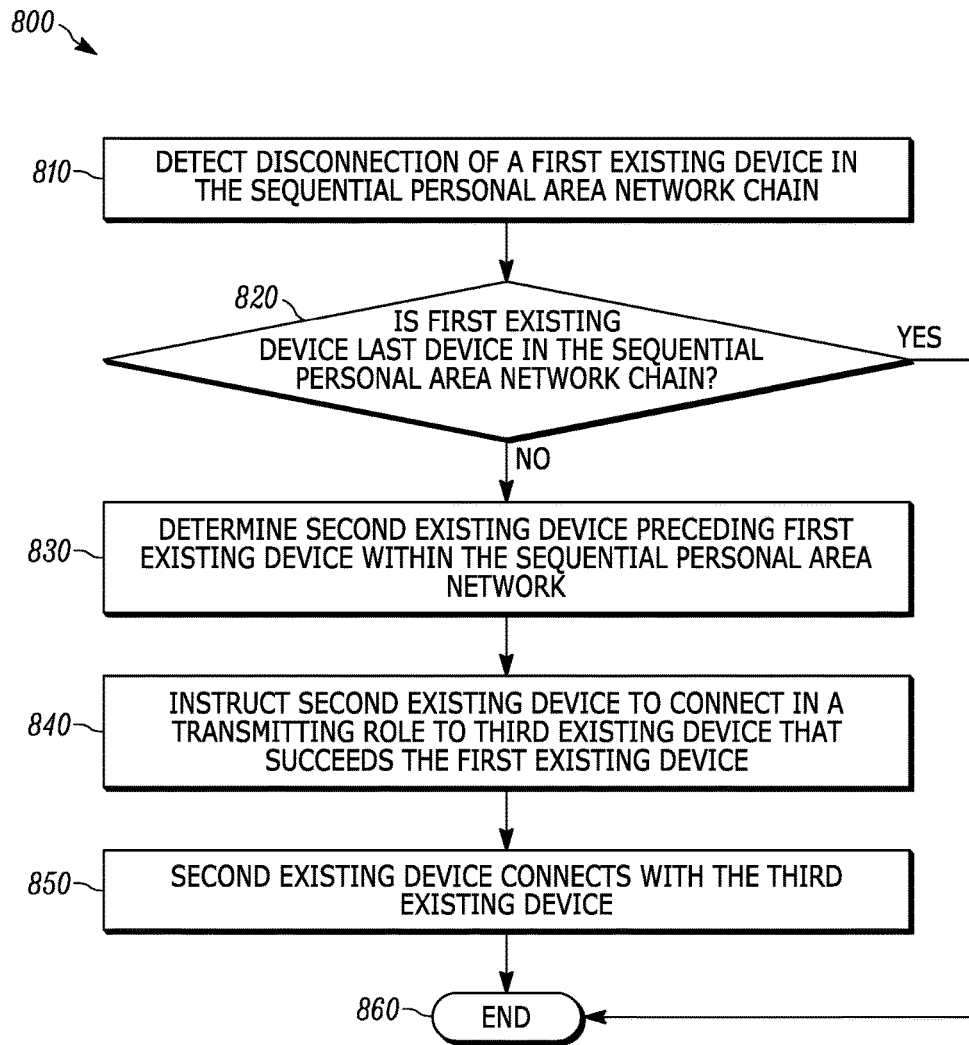 800
810
DETECT DISCONNECTION OF A FIRST EXISTING DEVICE IN
THE SEQUENTIAL PERSONAL AREA NETWORK CHAIN
820
IS FIRST EXISTING
DEVICE LAST DEVICE IN THE SEQUENTIAL
PERSONAL AREA NETWORK CHAIN?
YES
NO
830
DETERMINE SECOND EXISTING DEVICE PRECEDING FIRST
EXISTING DEVICE WITHIN THE SEQUENTIAL PERSONAL AREA
NETWORK
840
INSTRUCT SECOND EXISTING DEVICE TO CONNECT IN A
TRANSMITTING ROLE TO THIRD EXISTING DEVICE THAT
SUCCEEDS THE FIRST EXISTING DEVICE
850
SECOND EXISTING DEVICE CONNECTS WITH THE THIRD
EXISTING DEVICE
860
END